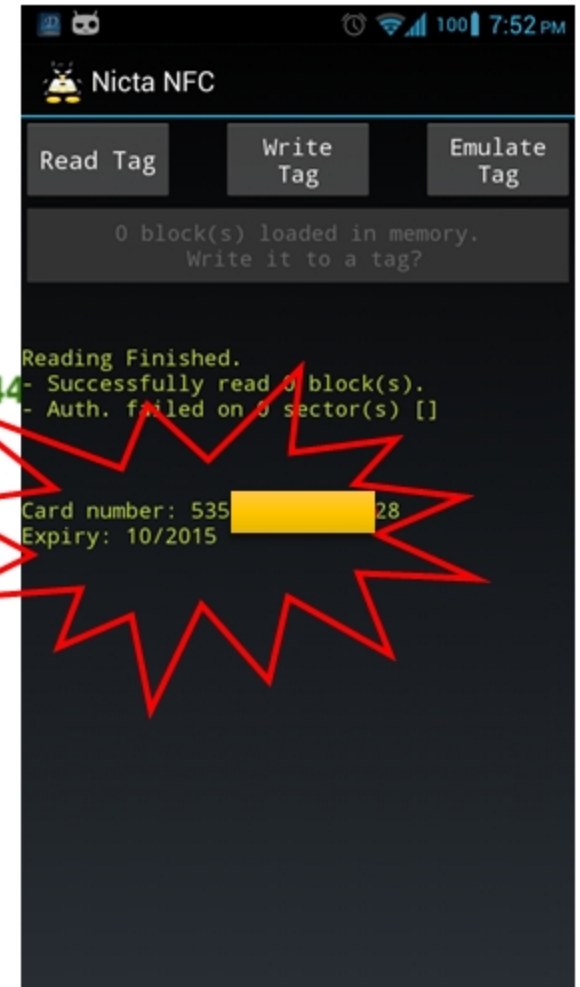 100 7:52 PM
Nicta NFC
Read Tag
Write
Tag
Emulate
Tag
0 block(s) loaded in memory.
Write it to a tag?
Reading Finished.
- Successfully read 0 block(s).
- Auth. failed on 0 sector(s) []
Card number: 535 28
Expiry: 10/2015